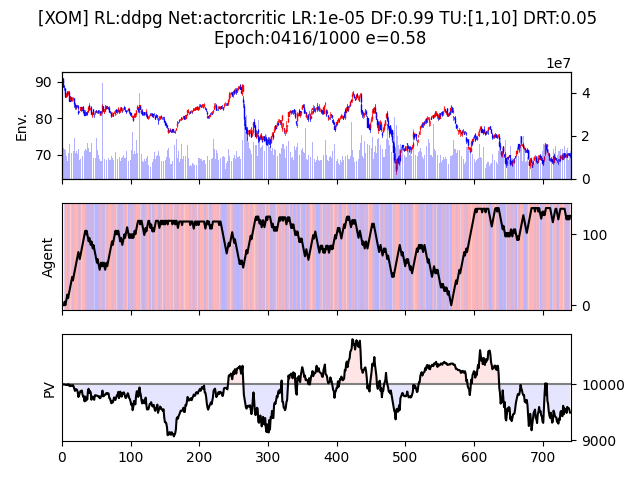 [XOM] RL:ddpg Net:actorcritic LR:1e-05 DF:0.99 TU:[1,10] DRT:0.05
Epoch:0416/1000 e=0.58
1e7
Env.
90
80
70
4
2
0
Agent
100
0
PV
10000
9000
0 100 200 300 400 500 600 700